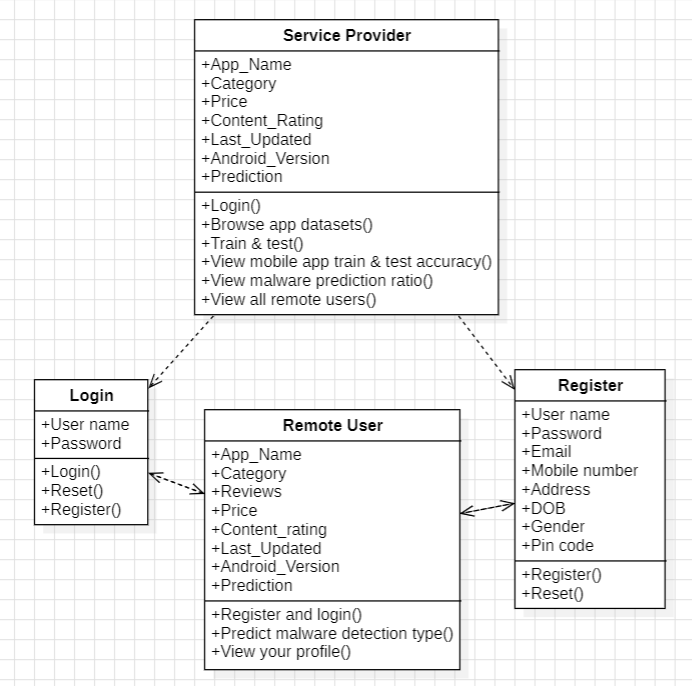 Service Provider
+App_Name
+Category
+Price
+Content_Rating
+Last_Updated
+Android_Version
+Prediction
+Login()
+Browse app datasets()
+Train & test()
+View mobile app train & test accuracy()
+View malware prediction ratio()
+View all remote users()
Login
+User name
+Password
+Login()
+Reset()
+Register()
Remote User
+App_Name
+Category
+Reviews
+Price
+Content_rating
+Last_Updated
+Android_Version
+Prediction
+Register and login()
+Predict malware detection type()
+View your profile()
Register
+User name
+Password
+Email
+Mobile number
+Address
+DOB
+Gender
+Pin code
+Register()
+Reset()